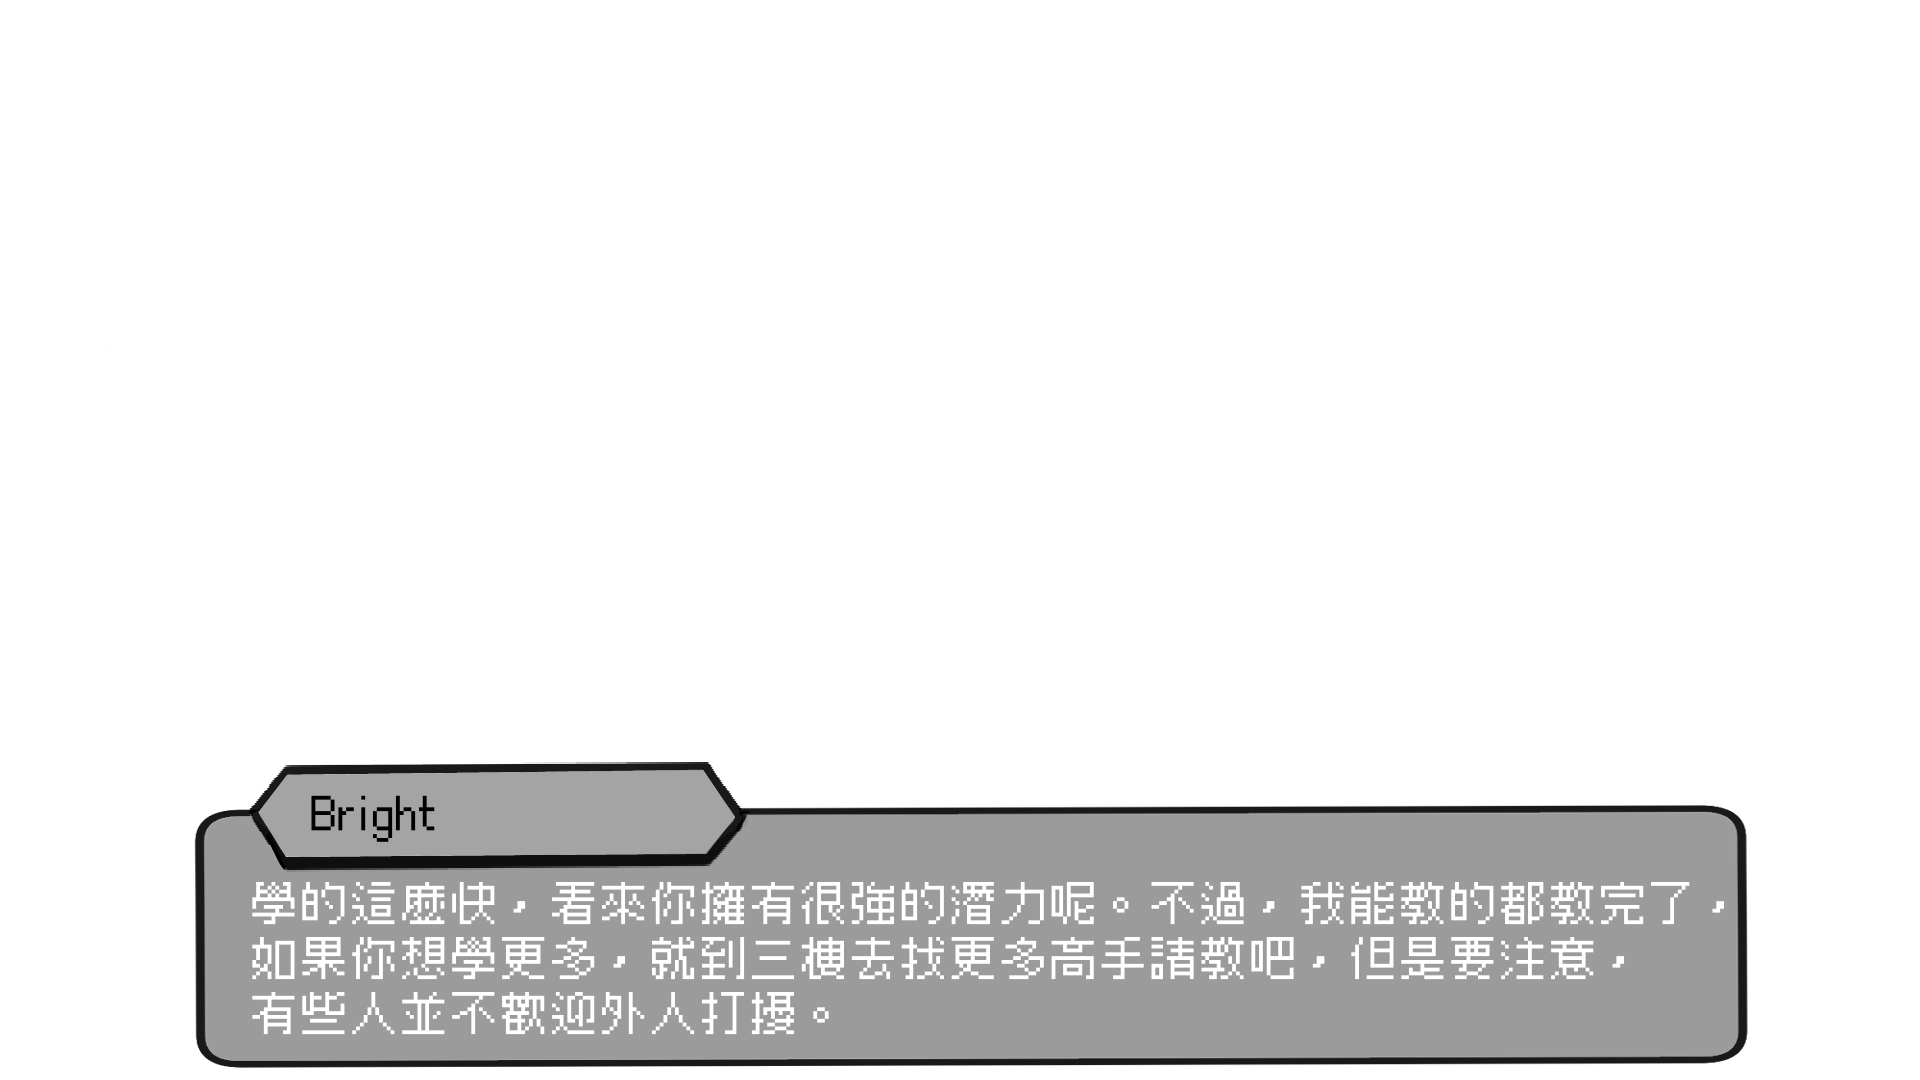 Bright
學的這麼快，看來你擁有很強的潛力呢。不過，我能教的都教完了，
如果你想學更多，就到三樓去找更多高手請教吧，但是要注意，
有些人並不歡迎外人打擾。